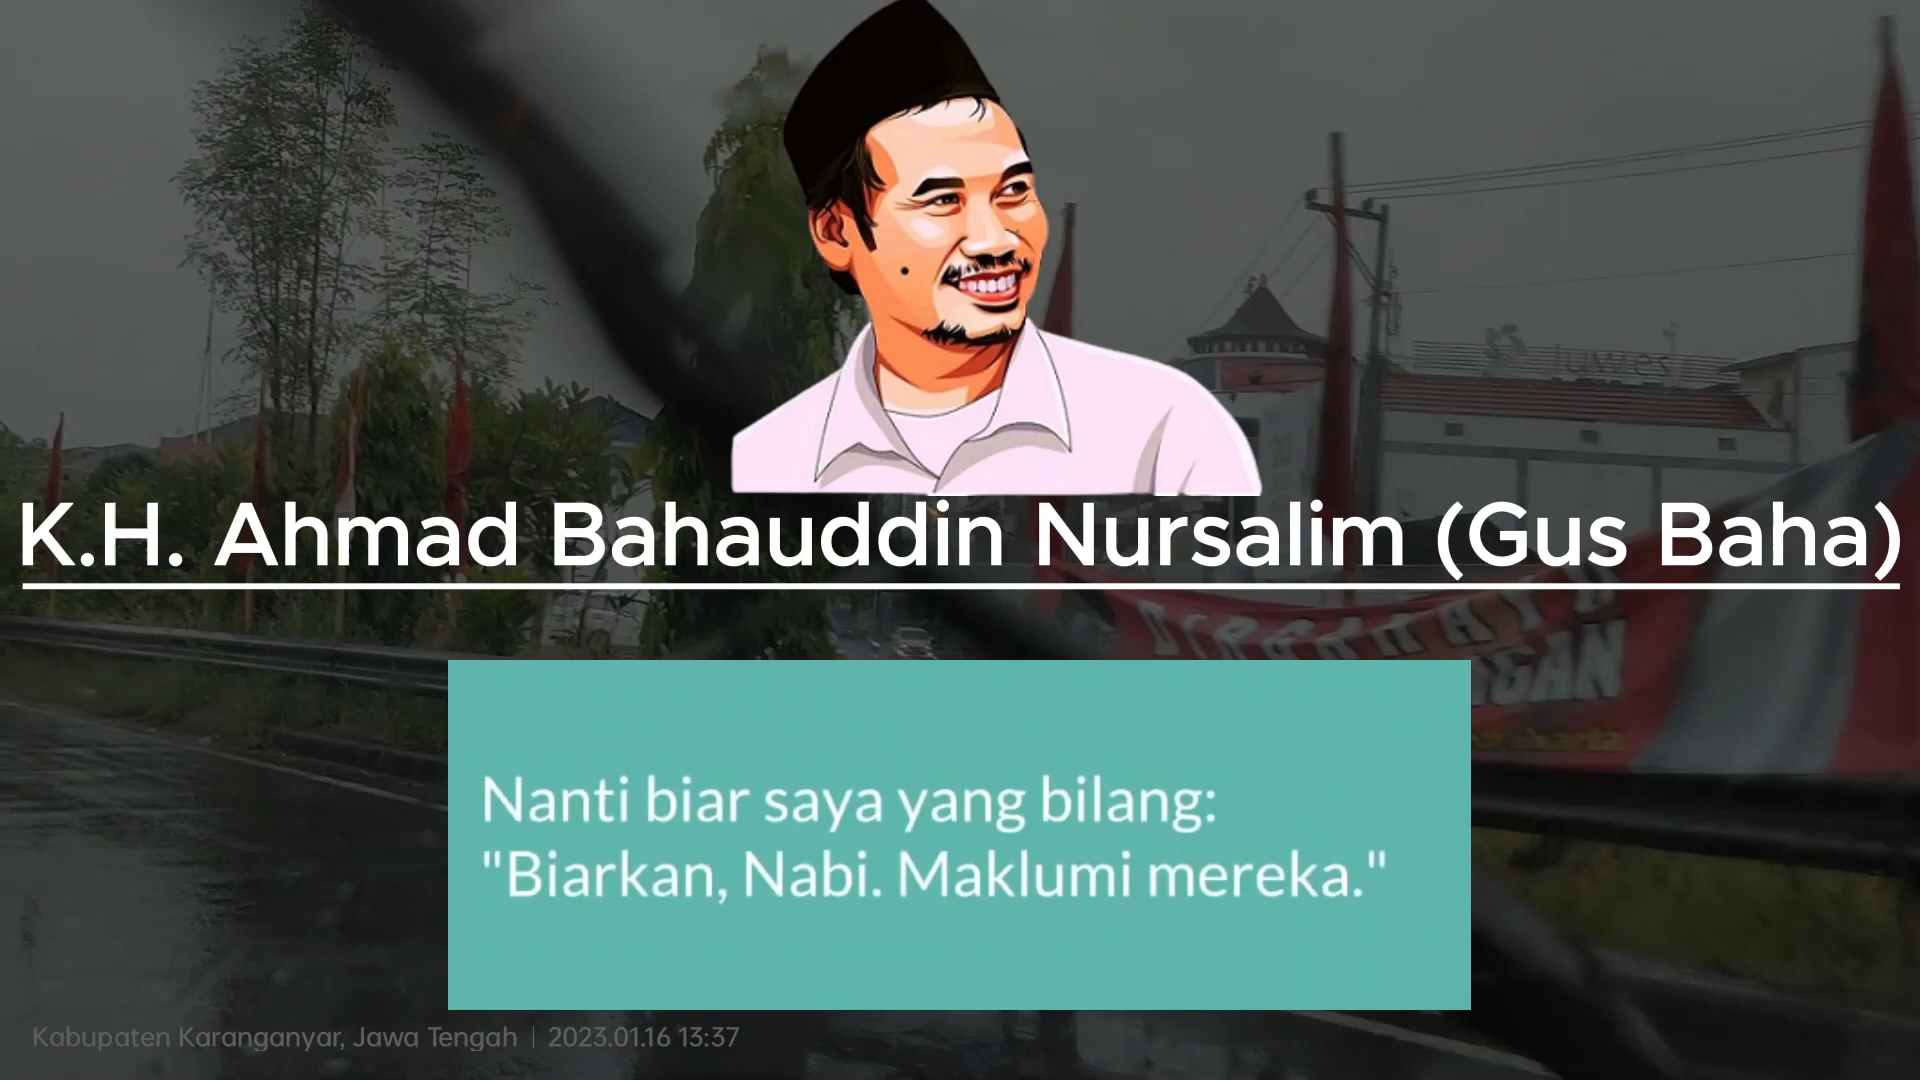 luwes
K.H. Ahmad Bahauddin Nursalim (Gus Baha)
Nanti biar saya yang bilang:
"Biarkan, Nabi. Maklumi mereka."
Kabupaten Karanganyar, Jawa Tengah | 2023.01.16 13:37